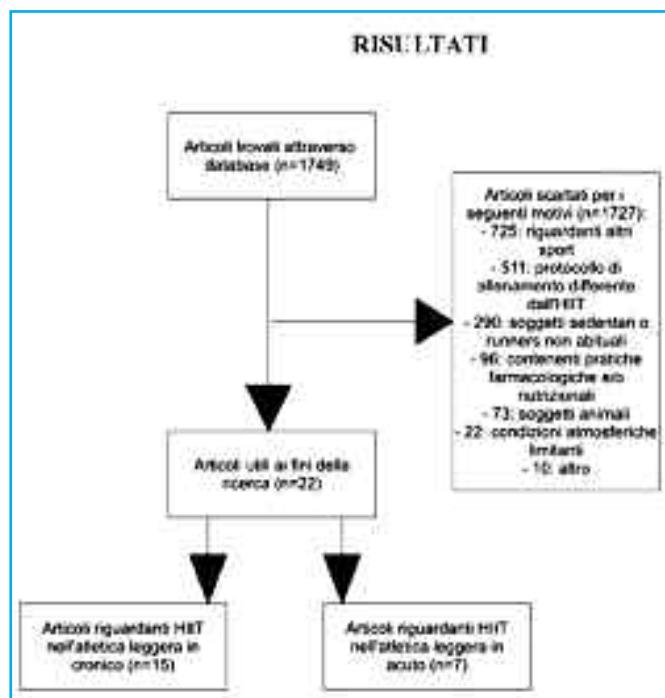 RISULTATI
Articoli trovati attraverso
database (n=1749)
Articoli scartati per i
seguenti motivi (n=1727):
- 725: riguardanti altri
sport
- 511: protocollo di
allenamento differente
dall'HIIT
- 290: soggetti sedentari o
runners non abituali
- 96: contenenti pratiche
farmacologiche e/o
nutrizionali
- 73: soggetti animali
- 22: condizioni atmosferiche
limitanti
- 10: altro
Articoli utili ai fini della
ricerca (n=22)
Articoli riguardanti HIIT
nell'atletica leggera in
cronico (n=15)
Articoli riguardanti HIIT
nell'atletica leggera in
acuto (n=7)